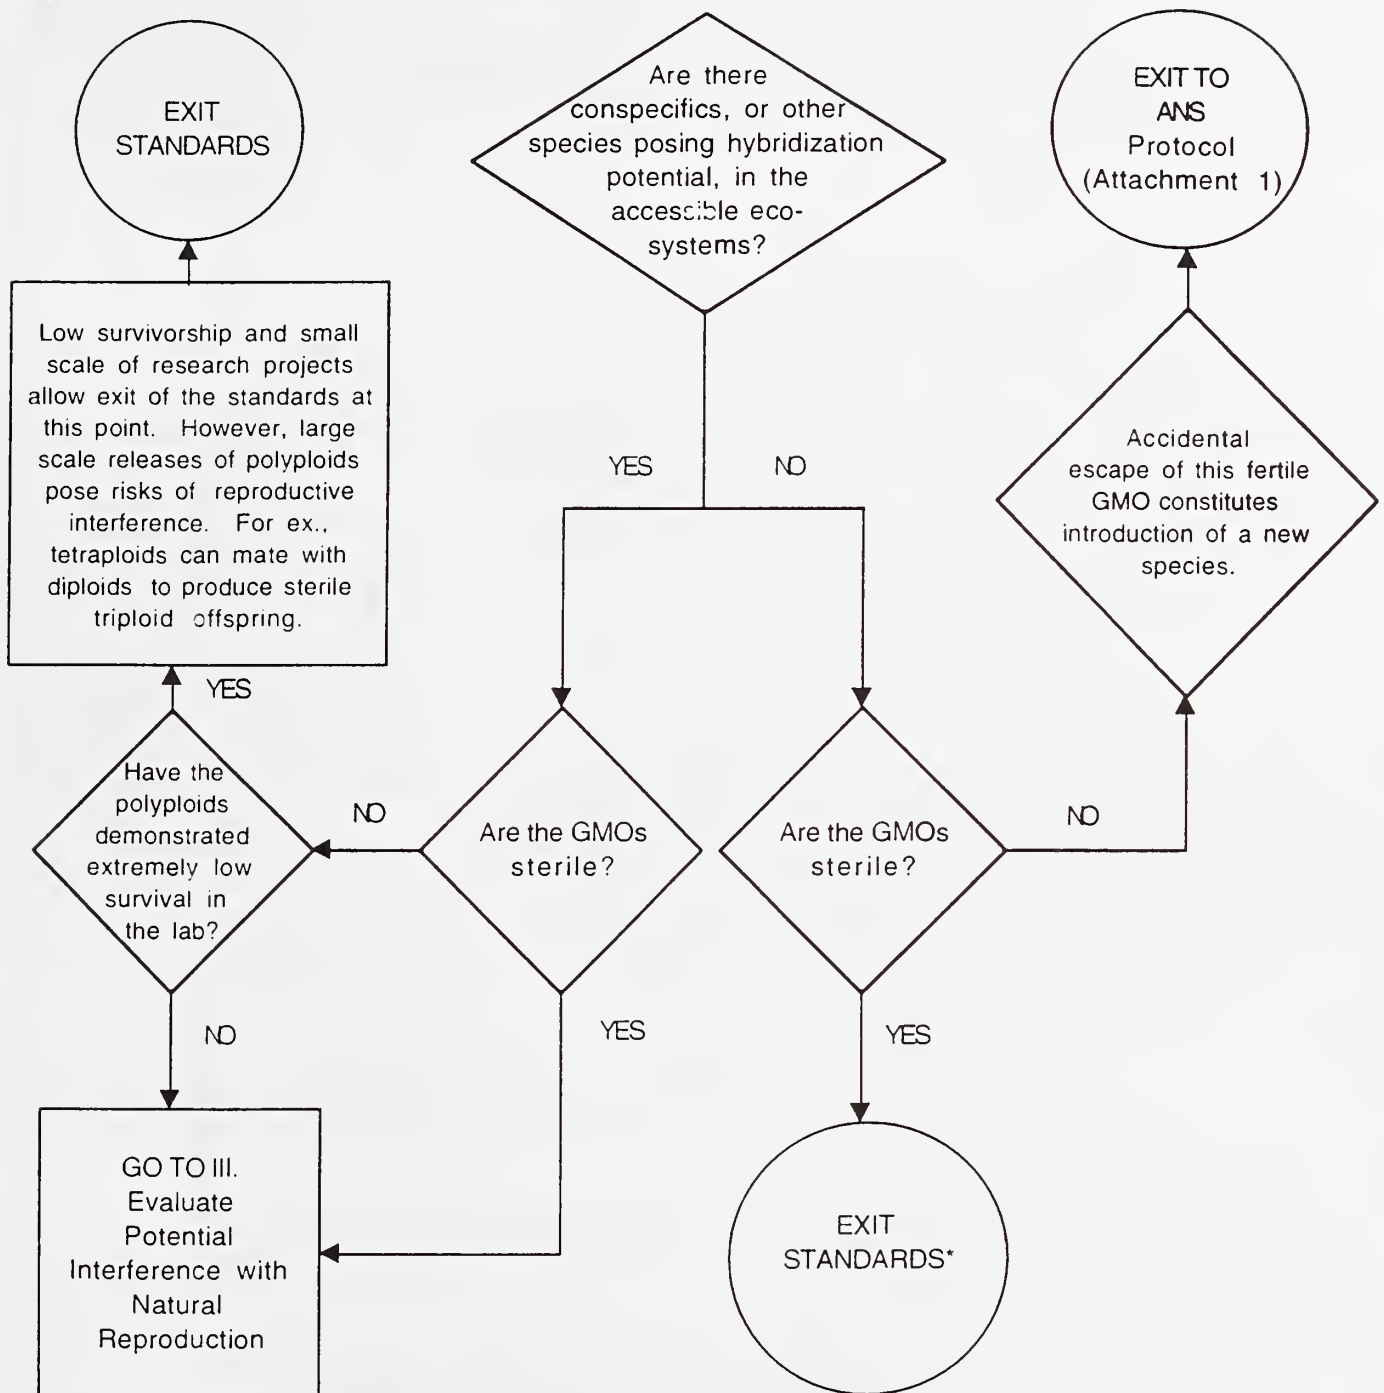 EXIT
STANDARDS
Are there
conspecifics, or other
species posing hybridization
potential, in the
accessible eco-
systems?
EXIT TO
ANS
Protocol
(Attachment 1)
Low survivorship and small
scale of research projects
allow exit of the standards at
this point. However, large
scale releases of polyploids
pose risks of reproductive
interference. For ex.,
tetraploids can mate with
diploids to produce sterile
triploid offspring.
YES
NO
Accidental
escape of this fertile
GMO constitutes
introduction of a new
species.
YES
Have the
polyploids
demonstrated
extremely low
survival in
the lab?
NO
Are the GMOs
sterile?
Are the GMOs
sterile?
NO
NO
YES
YES
GO TO III.
Evaluate
Potential
Interference with
Natural
Reproduction
EXIT
STANDARDS*